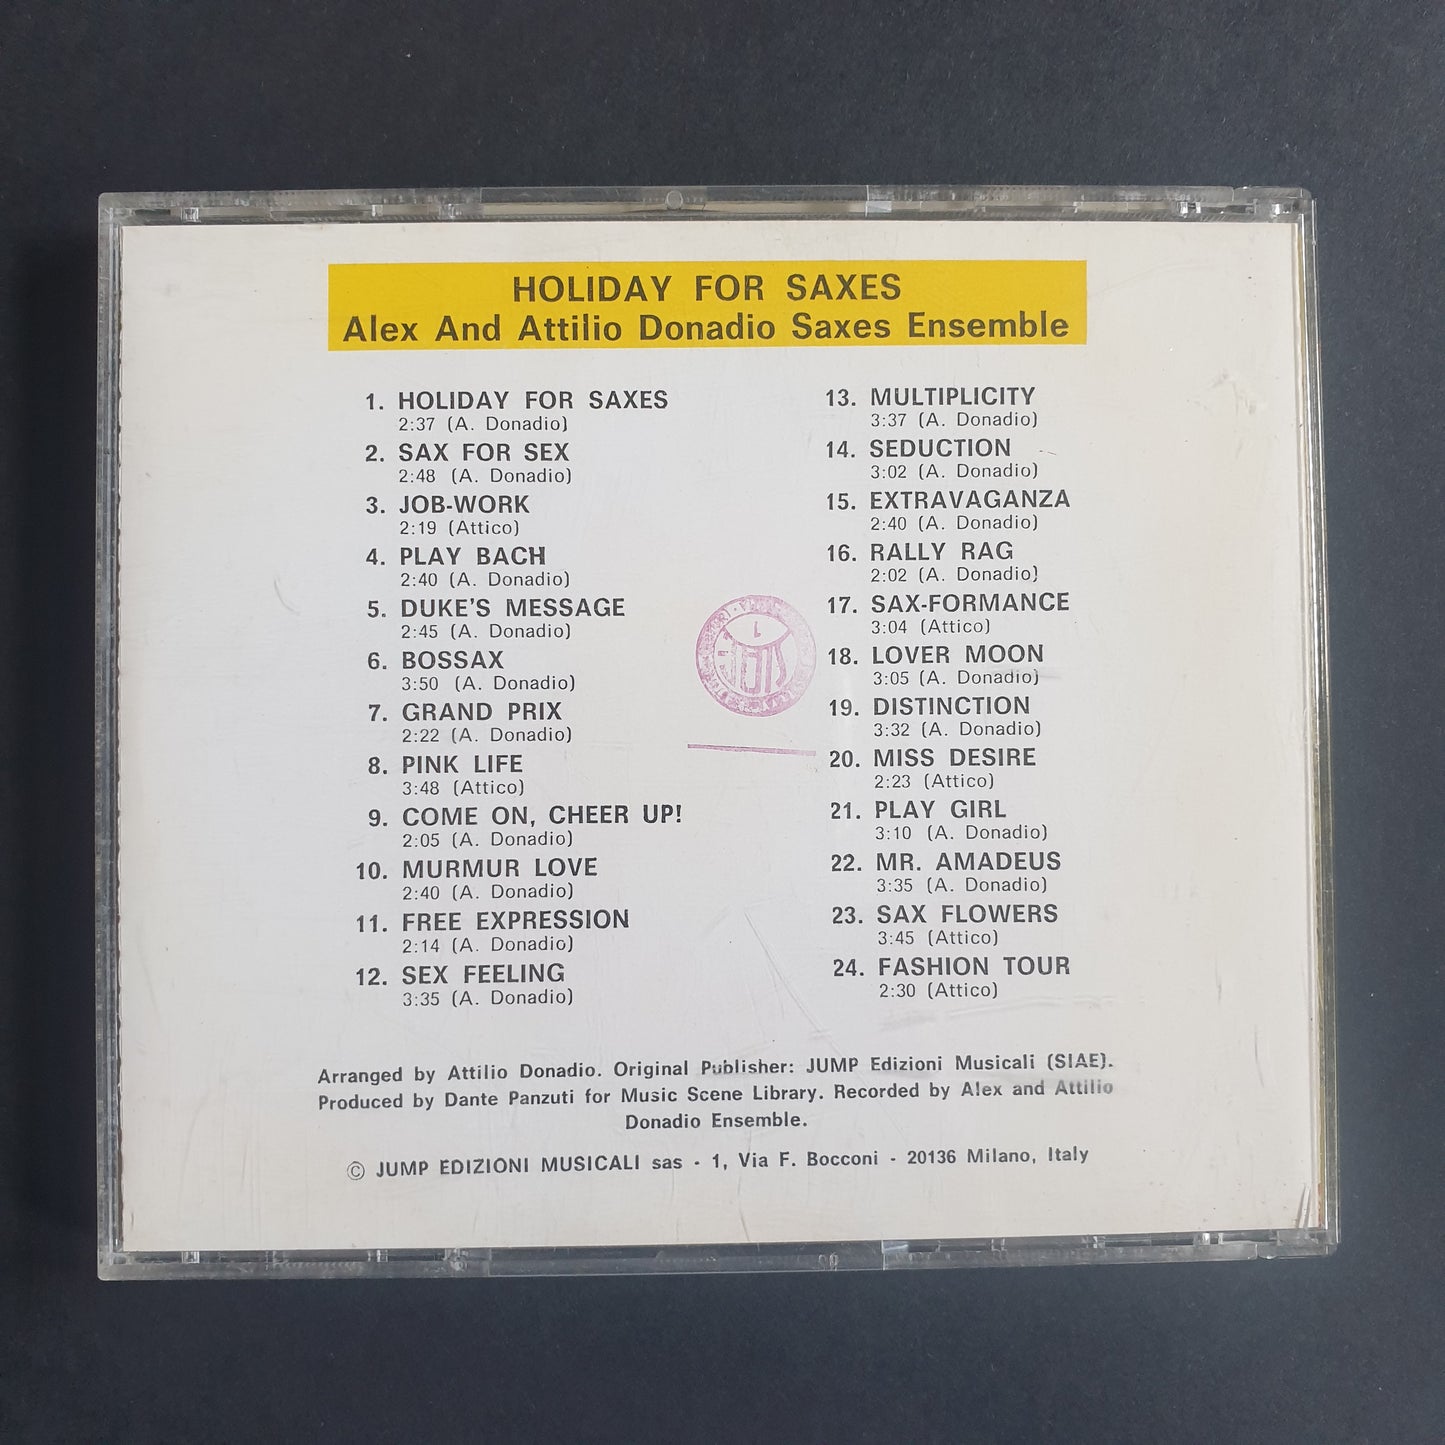 HOLIDAY FOR SAXES
Alex And Attilio Donadio Saxes Ensemble
1. HOLIDAY FOR SAXES
2:37 (A. Donadio)
2. SAX FOR SEX
2:48 (A. Donadio)
3. JOB-WORK
2:19 (Attico)
4. PLAY BACH
2:40 (A. Donadio)
5. DUKE'S MESSAGE
2:45 (A. Donadio)
6. BOSSAX
3:50 (A. Donadio)
7. GRAND PRIX
2:22 (A. Donadio)
8. PINK LIFE
3:48 (Attico)
9. COME ON, CHEER UP!
2:05 (A. Donadio)
10. MURMUR LOVE
2:40 (A. Donadio)
11. FREE EXPRESSION
2:14 (A. Donadio)
12. SEX FEELING
3:35 (A. Donadio)
13. MULTIPLICITY
3:37 (A. Donadio)
14. SEDUCTION
3:02 (A. Donadio)
15. EXTRAVAGANZA
2:40 (A. Donadio)
16. RALLY RAG
2:02 (A. Donadio)
17. SAX-FORMANCE
3:04 (Attico)
18. LOVER MOON
3:05 (A. Donadio)
19. DISTINCTION
3:32 (A. Donadio)
20. MISS DESIRE
2:23 (Attico)
21. PLAY GIRL
3:10 (A. Donadio)
22. MR. AMADEUS
3:35 (A. Donadio)
23. SAX FLOWERS
3:45 (Attico)
24. FASHION TOUR
2:30 (Attico)
Arranged by Attilio Donadio. Original Publisher: JUMP Edizioni Musicali (SIAE).
Produced by Dante Panzuti for Music Scene Library. Recorded by Alex and Attilio
Donadio Ensemble.
© JUMP EDIZIONI MUSICALI sas - 1, Via F. Bocconi - 20136 Milano, Italy